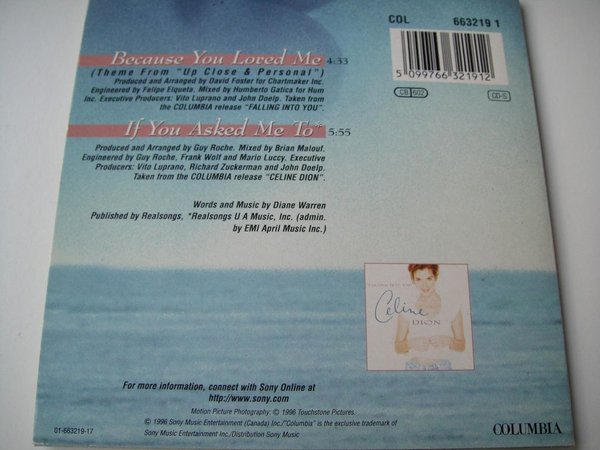 COL 663219 1
Because You Loved Me 4:33
(Theme From "Up Close & Personal")
Produced and Arranged by David Foster for Chartmaker Inc.
Engineered by Felipe Elgueta. Mixed by Humberto Gatica for Hum
Inc. Executive Producers: Vito Luprano and John Doelp. Taken from
the COLUMBIA release "FALLING INTO YOU".
5 099766 321912
CB 602
CD-S
If You Asked Me To* 5:55
Produced and Arranged by Guy Roche. Mixed by Brian Malouf.
Engineered by Guy Roche, Frank Wolf and Mario Luccy. Executive
Producers: Vito Luprano, Richard Zuckerman and John Doelp.
Taken from the COLUMBIA release "CELINE DION".
Words and Music by Diane Warren
Published by Realsongs, *Realsongs U A Music, Inc. (admin.
by EMI April Music Inc.)
FALLING INTO YOU
Celine
DION
For more information, connect with Sony Online at
http://www.sony.com
Motion Picture Photography: © 1996 Touchstone Pictures.
© 1996 Sony Music Entertainment (Canada) Inc./"Columbia" is the exclusive trademark of
Sony Music Entertainment Inc./Distribution Sony Music
01-663219-17
COLUMBIA